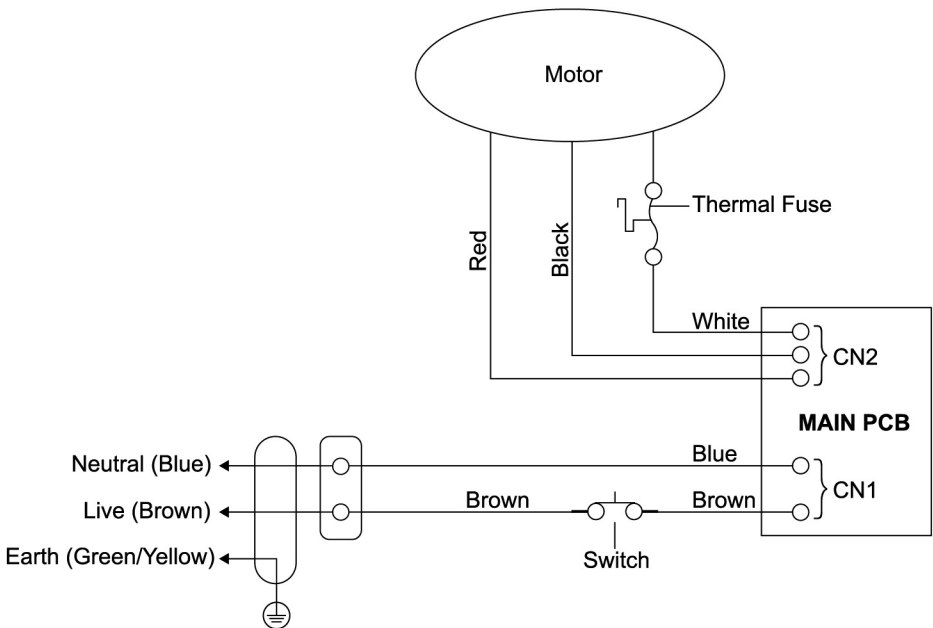 Motor
Thermal Fuse
Red
Black
White
CN2
MAIN PCB
Neutral (Blue)
Blue
Live (Brown)
Brown
Brown
CN1
Earth (Green/Yellow)
Switch